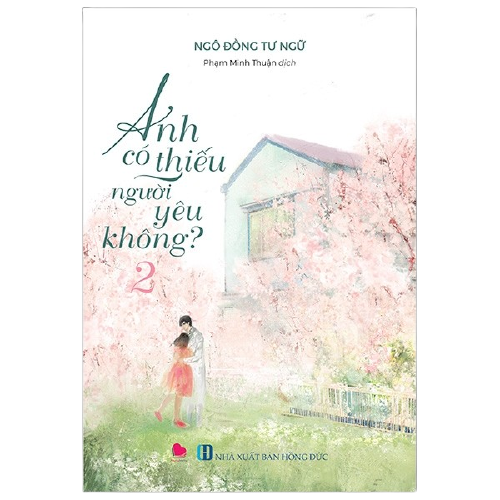 NGÔ ĐỒNG TƯ NGỮ
Phạm Minh Thuận dịch
Anh
có thiếu
người
yêu
không?
2
NHÀ XUẤT BẢN HỒNG ĐỨC